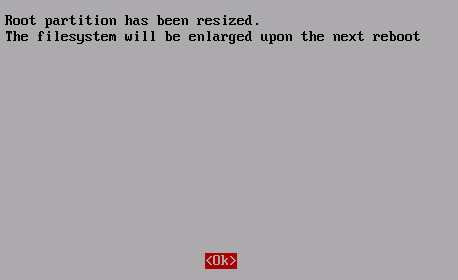 Root partition has been resized.
The filesystem will be enlarged upon the next reboot
<Ok>